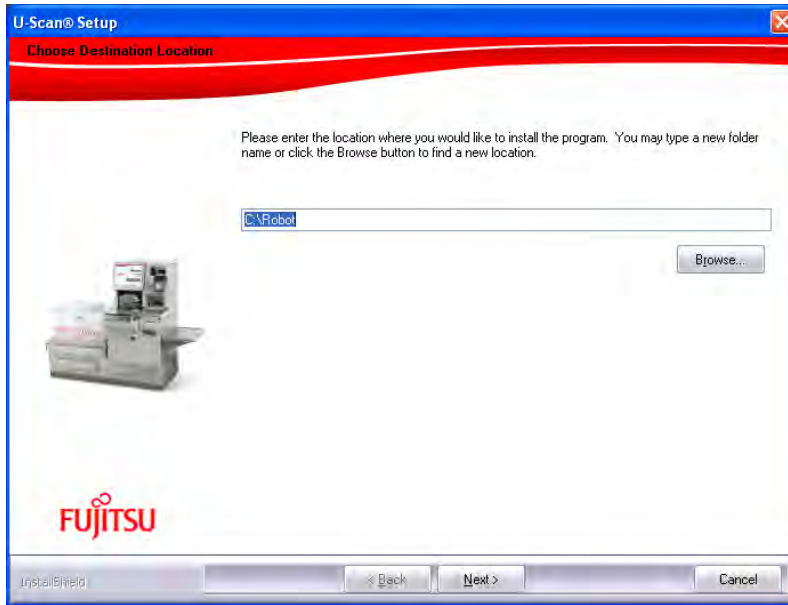 U-Scan® Setup
Choose Destination Location
Please enter the location where you would like to install the program. You may type a new folder
name or click the Browse button to find a new location.
C:\Robot
Browse...
FUJITSU
InstallShield
< Back
Next >
Cancel